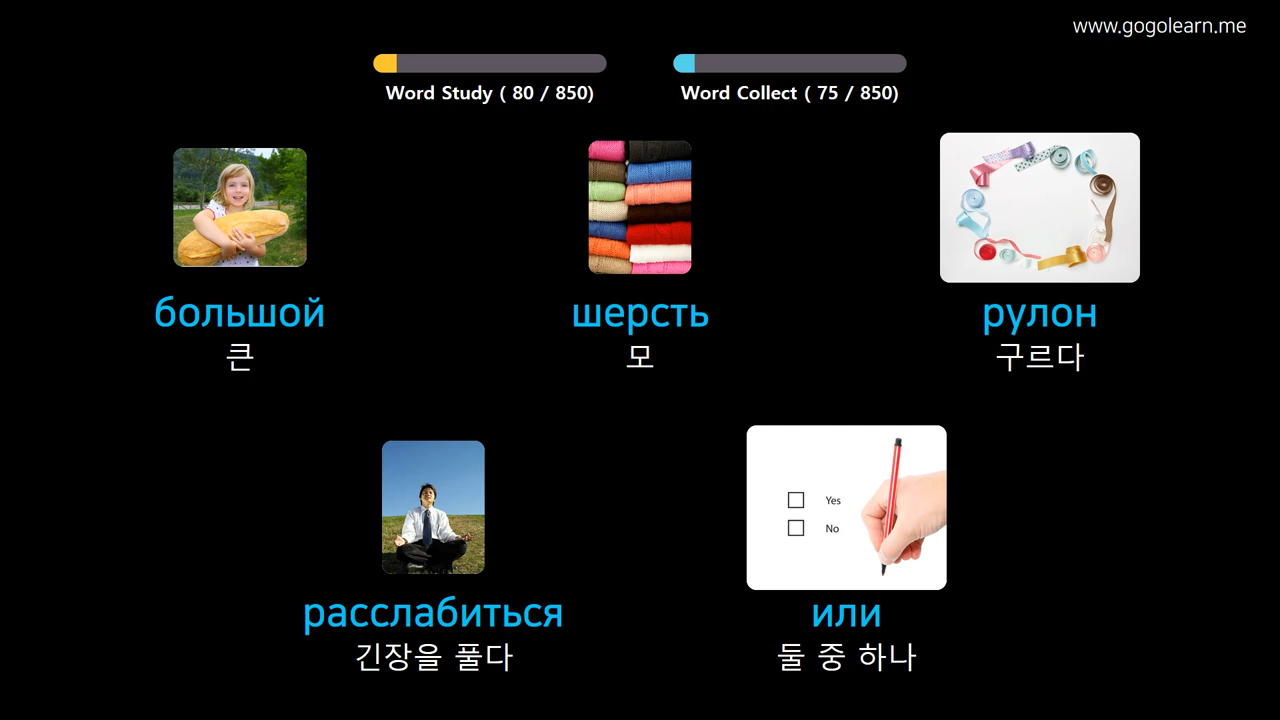 www.gogolearn.me
Word Study ( 80 / 850)
Word Collect ( 75 / 850)
большой
큰
шерсть
모
рулон
구르다
Yes
No
расслабиться
긴장을 풀다
или
둘 중 하나